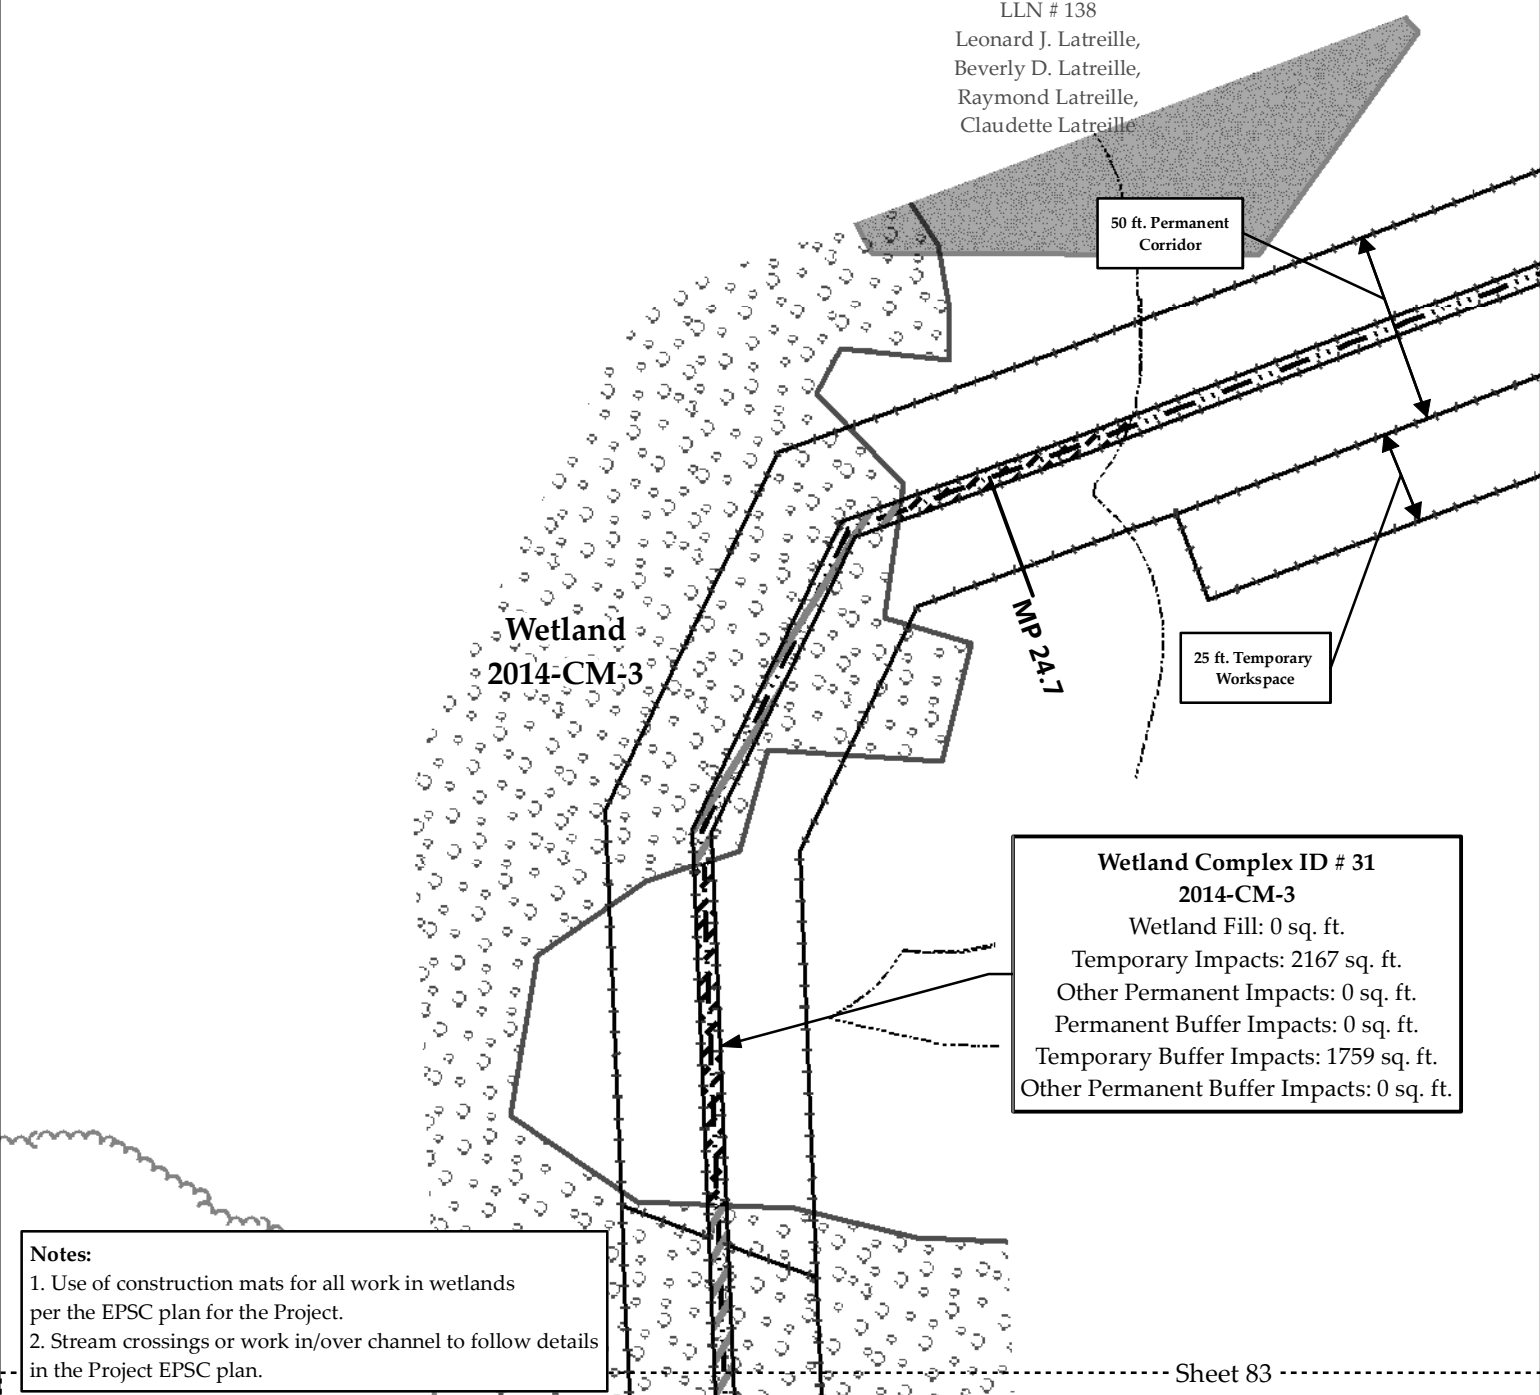 LLN # 138
Leonard J. Latreille,
Beverly D. Latreille,
Raymond Latreille,
Claudette Latreille
50 ft. Permanent
Corridor
Wetland
2014-CM-3
MP 24.7
25 ft. Temporary
Workspace
Wetland Complex ID # 31
2014-CM-3
Wetland Fill: 0 sq. ft.
Temporary Impacts: 2167 sq. ft.
Other Permanent Impacts: 0 sq. ft.
Permanent Buffer Impacts: 0 sq. ft.
Temporary Buffer Impacts: 1759 sq. ft.
Other Permanent Buffer Impacts: 0 sq. ft.
Notes:
1. Use of construction mats for all work in wetlands
per the EPSC plan for the Project.
2. Stream crossings or work in/over channel to follow details
in the Project EPSC plan.
Sheet 83